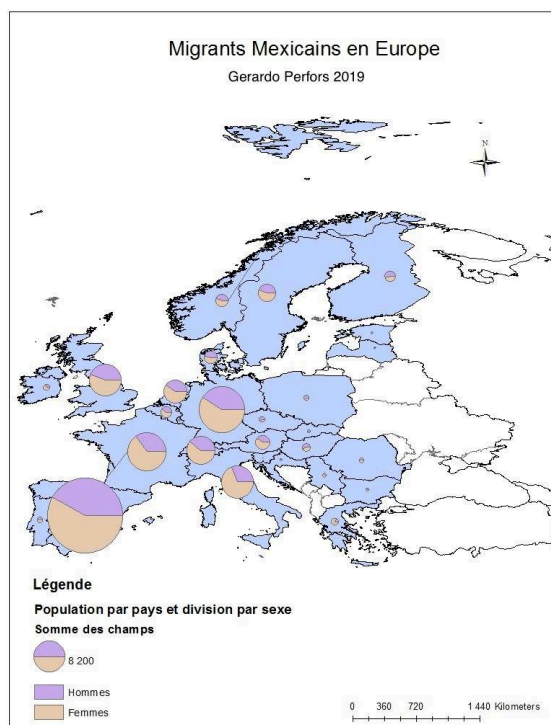 Migrants Mexicains en Europe
Gerardo Perfors 2019
N
Légende
Population par pays et division par sexe
Somme des champs
8 200
Hommes
Femmes
0 360 720 1 440 Kilometers